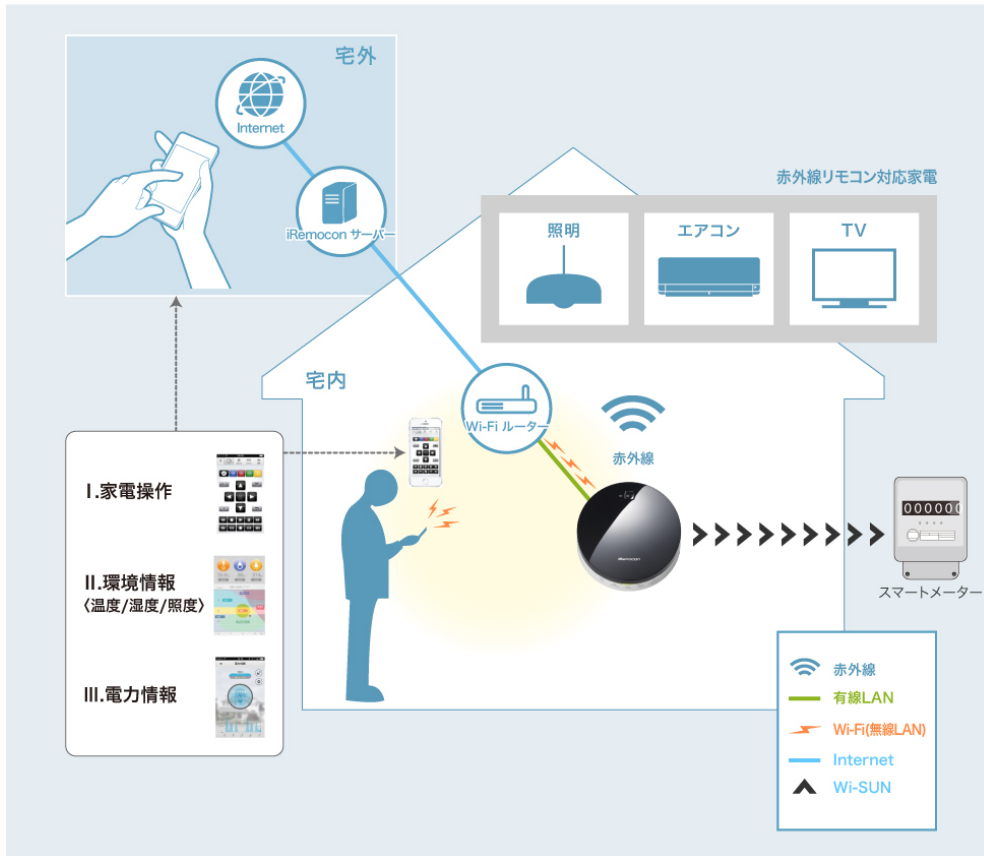 宅外
Internet
iRemocon サーバー
赤外線リモコン対応家電
照明
エアコン
TV
宅内
Wi-Fi ルーター
赤外線
Ⅰ.家電操作
Ⅱ.環境情報
〈温度/湿度/照度〉
Ⅲ.電力情報
iRemocon
000000
スマートメーター
赤外線
有線LAN
Wi-Fi(無線LAN)
Internet
Wi-SUN